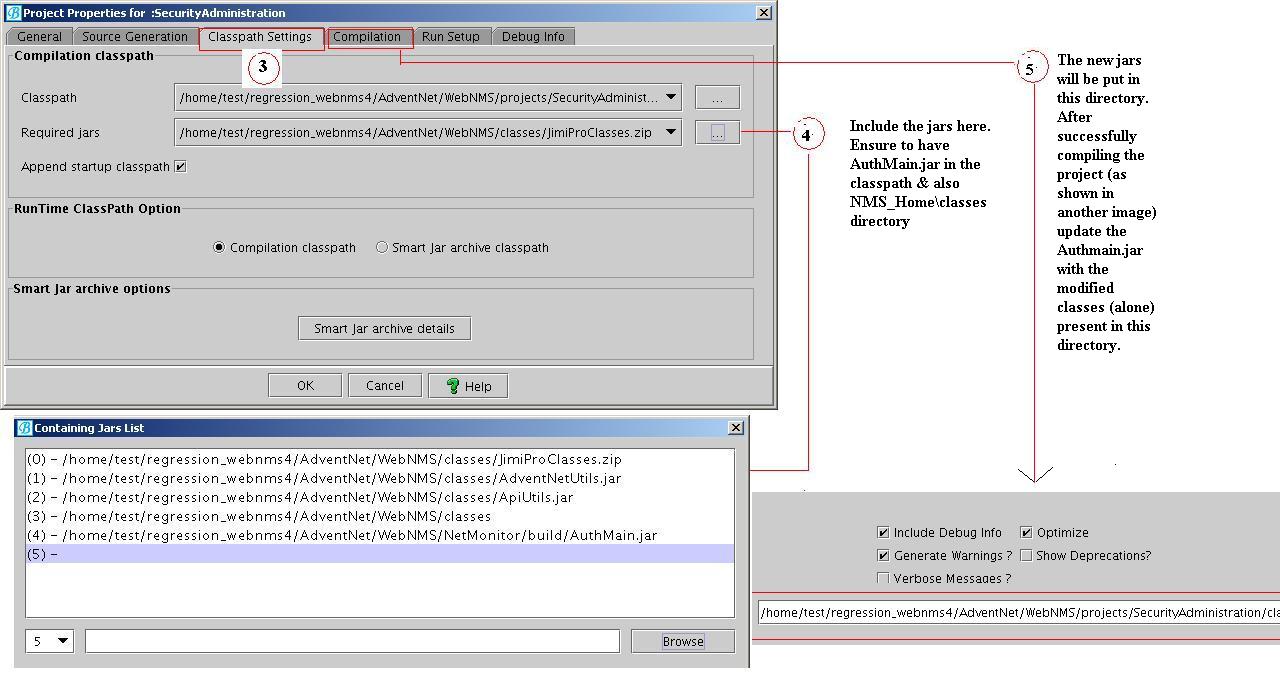 Project Properties for :SecurityAdministration
General
Source Generation
Classpath Settings
Compilation
Run Setup
Debug Info
3
Compilation classpath
Classpath
/home/test/regression_webnms4/AdventNet/WebNMS/projects/SecurityAdminist...
...
Required jars
/home/test/regression_webnms4/AdventNet/WebNMS/classes/JimiProClasses.zip
...
Append startup classpath
RunTime ClassPath Option
Compilation classpath
Smart Jar archive classpath
Smart Jar archive options
Smart Jar archive details
OK
Cancel
Help
4
Include the jars here.
Ensure to have
AuthMain.jar in the
classpath & also
NMS_Home\classes
directory
5
The new jars
will be put in
this directory.
After
successfully
compiling the
project (as
shown in
another image)
update the
Authmain.jar
with the
modified
classes (alone)
present in this
directory.
Containing Jars List
(0) - /home/test/regression_webnms4/AdventNet/WebNMS/classes/JimiProClasses.zip
(1) - /home/test/regression_webnms4/AdventNet/WebNMS/classes/AdventNetUtils.jar
(2) - /home/test/regression_webnms4/AdventNet/WebNMS/classes/ApiUtils.jar
(3) - /home/test/regression_webnms4/AdventNet/WebNMS/classes
(4) - /home/test/regression_webnms4/AdventNet/WebNMS/NetMonitor/build/AuthMain.jar
(5) -
5
Browse
Include Debug Info
Optimize
Generate Warnings ?
Show Deprecations?
Verbose Messages ?
/home/test/regression_webnms4/AdventNet/WebNMS/projects/SecurityAdministration/cla